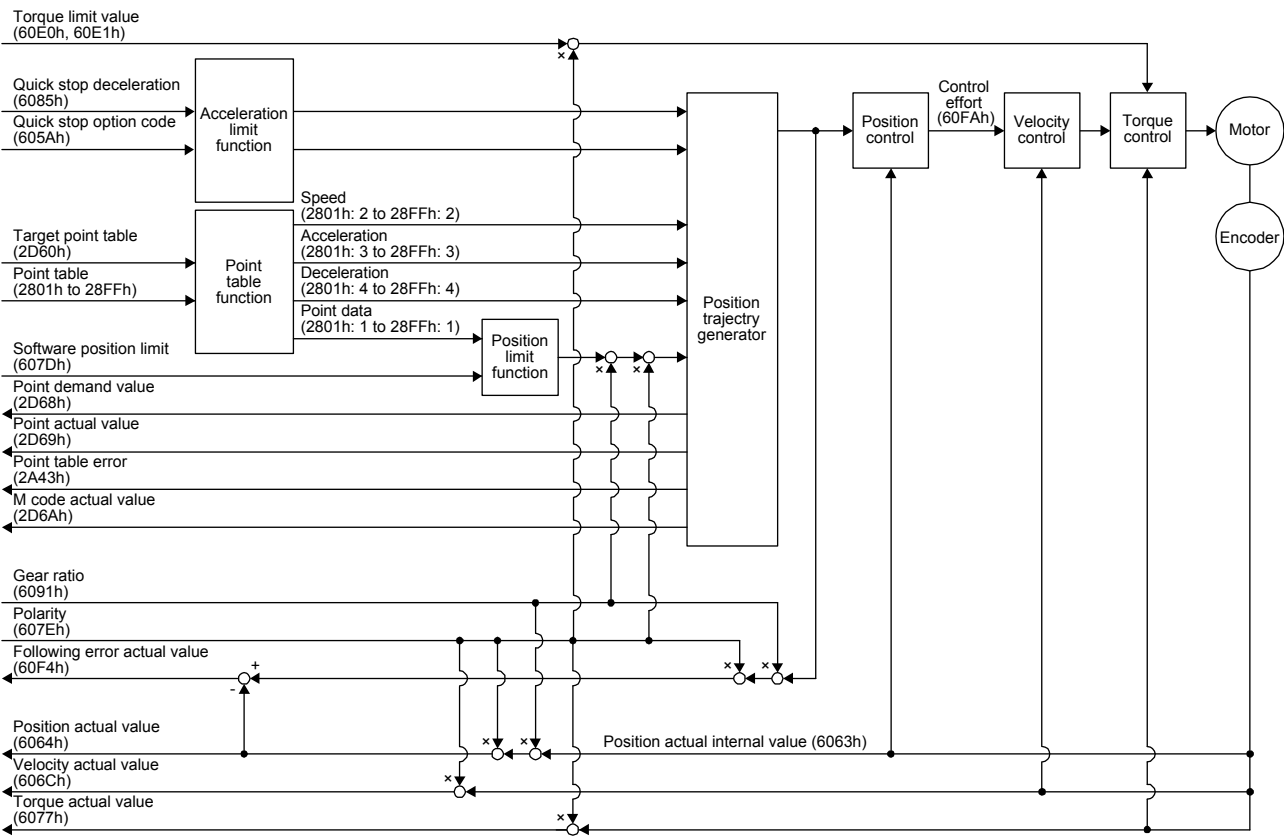 Torque limit value
(60E0h, 60E1h)
×
Quick stop deceleration
(6085h)
Quick stop option code
(605Ah)
Acceleration
limit
function
Control
effort
(60FAh)
Position
control
Velocity
control
Torque
control
Motor
Encoder
Target point table
(2D60h)
Point table
(2801h to 28FFh)
Point
table
function
Speed
(2801h: 2 to 28FFh: 2)
Acceleration
(2801h: 3 to 28FFh: 3)
Deceleration
(2801h: 4 to 28FFh: 4)
Point data
(2801h: 1 to 28FFh: 1)
Position
trajectry
generator
Software position limit
(607Dh)
Position
limit
function
× ×
Point demand value
(2D68h)
Point actual value
(2D69h)
Point table error
(2A43h)
M code actual value
(2D6Ah)
Gear ratio
(6091h)
Polarity
(607Eh)
Following error actual value
(60F4h)
+
-
× ×
Position actual value
(6064h)
× ×
Position actual internal value (6063h)
Velocity actual value
(606Ch)
×
Torque actual value
(6077h)
×